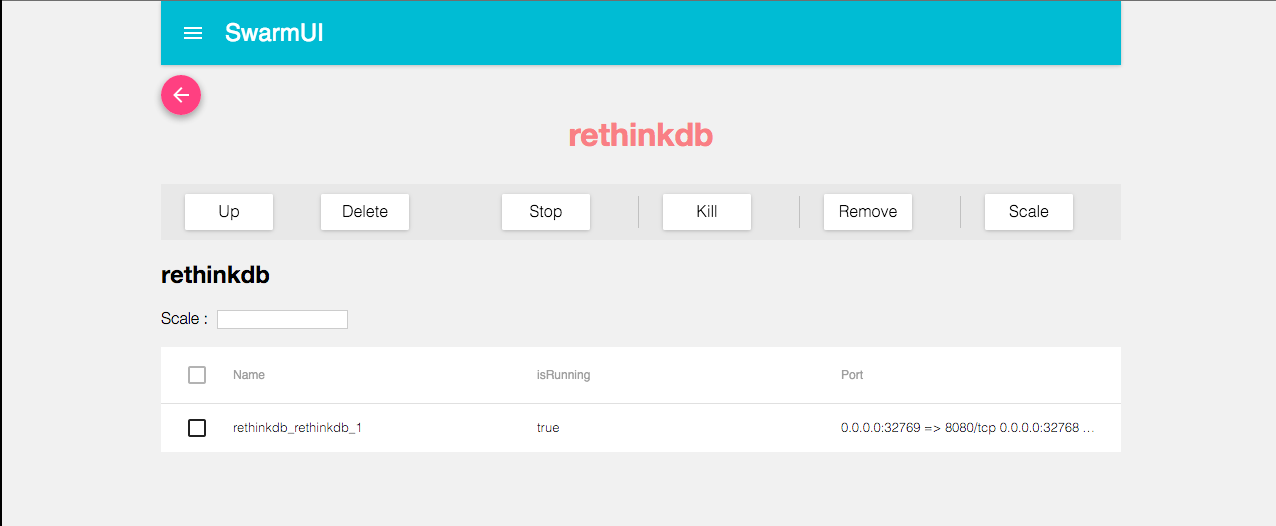 SwarmUI
rethinkdb
Up Delete Stop Kill Remove Scale
rethinkdb
Scale :
Name isRunning Port
rethinkdb_rethinkdb_1 true 0.0.0.0:32769 => 8080/tcp 0.0.0.0:32768 ...